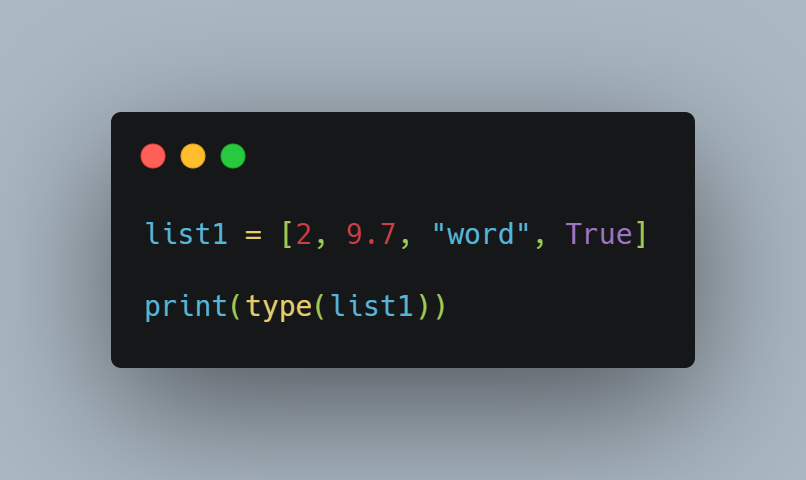 list1 = [2, 9.7, "word", True]
print(type(list1))